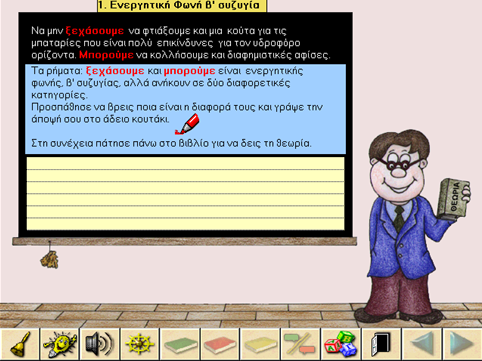 1. Ενεργητική Φωνή β' συζυγία
Να μην ξεχάσουμε να φτιάξουμε και μια κούτα για τις
μπαταρίες που είναι πολύ επικίνδυνες για τον υδροφόρο
ορίζοντα. Μπορούμε να κολλήσουμε και διαφημιστικές αφίσες.
Τα ρήματα: ξεχάσουμε και μπορούμε είναι ενεργητικής
φωνής, β' συζυγίας, αλλά ανήκουν σε δύο διαφορετικές
κατηγορίες.
Προσπάθησε να βρεις ποια είναι η διαφορά τους και γράψε την
άποψή σου στο άδειο κουτάκι.
Στη συνέχεια πάτησε πάνω στο βιβλίο για να δεις τη θεωρία.
ΘΕΩΡΙΑ